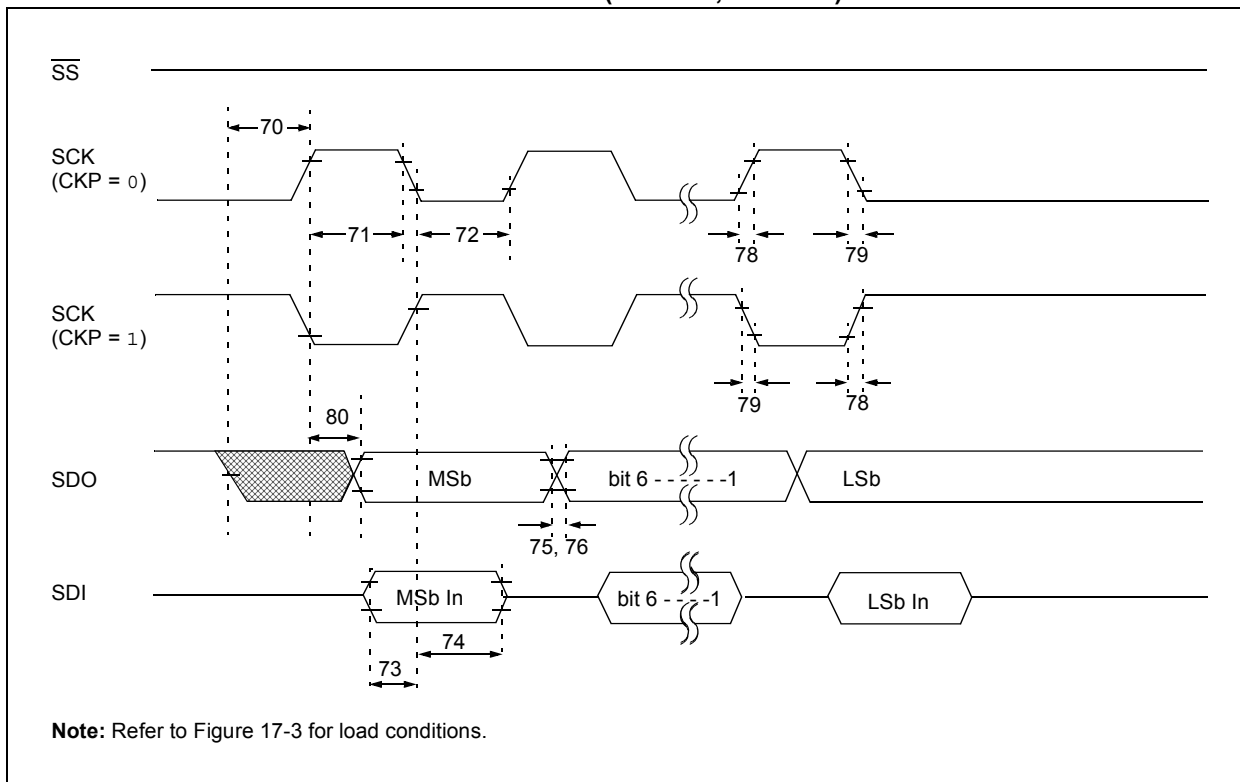 SS
70
SCK
(CKP = 0)
71
72
78
79
SCK
(CKP = 1)
79
78
80
SDO
MSb
bit 6 - - - - - -1
LSb
75, 76
SDI
MSb In
bit 6 - - - - -1
LSb In
74
73
Note: Refer to Figure 17-3 for load conditions.